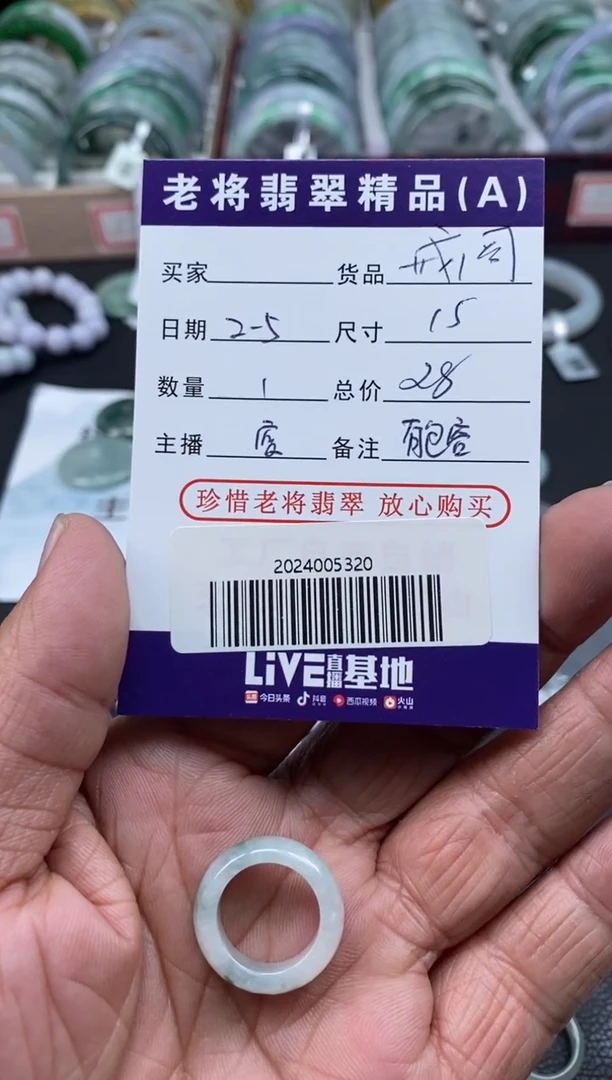 老将翡翠精品(A)
买家 货品 戒司
日期 2-5 尺寸 15
数量 1 总价 28
主播 备注
珍惜老将翡翠 放心购买
2024005320
LiVE直播基地
今日头条 抖音 西瓜视频 火山